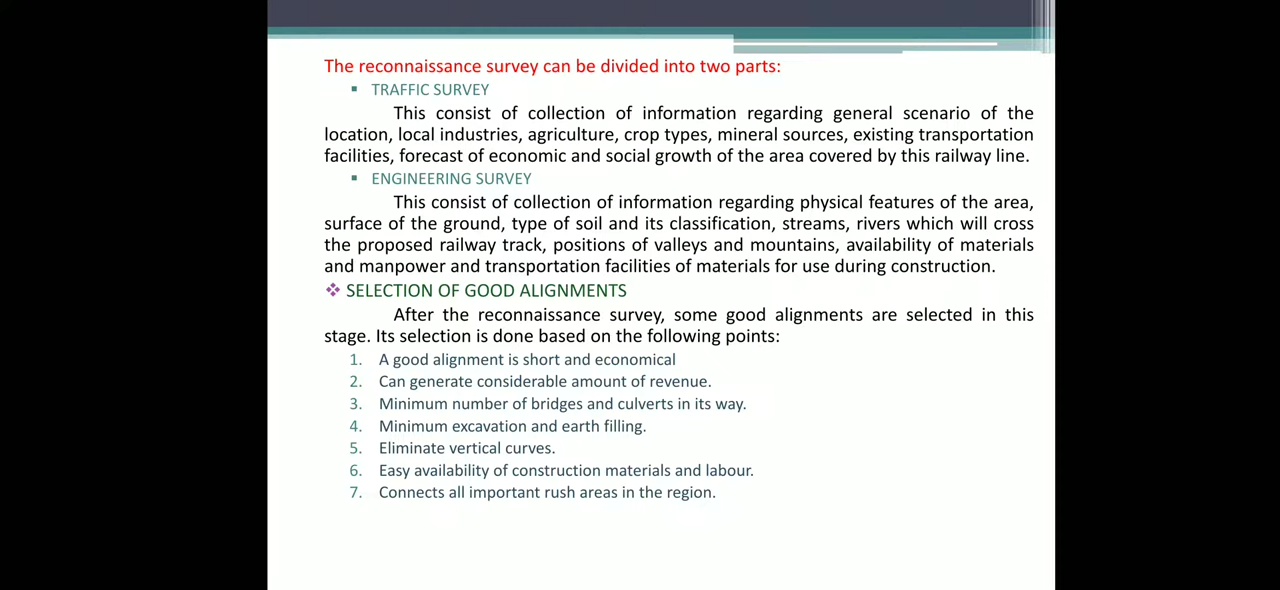 The reconnaissance survey can be divided into two parts:
▪ TRAFFIC SURVEY
This consist of collection of information regarding general scenario of the
location, local industries, agriculture, crop types, mineral sources, existing transportation
facilities, forecast of economic and social growth of the area covered by this railway line.
▪ ENGINEERING SURVEY
This consist of collection of information regarding physical features of the area,
surface of the ground, type of soil and its classification, streams, rivers which will cross
the proposed railway track, positions of valleys and mountains, availability of materials
and manpower and transportation facilities of materials for use during construction.
❖ SELECTION OF GOOD ALIGNMENTS
After the reconnaissance survey, some good alignments are selected in this
stage. Its selection is done based on the following points:
1. A good alignment is short and economical
2. Can generate considerable amount of revenue.
3. Minimum number of bridges and culverts in its way.
4. Minimum excavation and earth filling.
5. Eliminate vertical curves.
6. Easy availability of construction materials and labour.
7. Connects all important rush areas in the region.